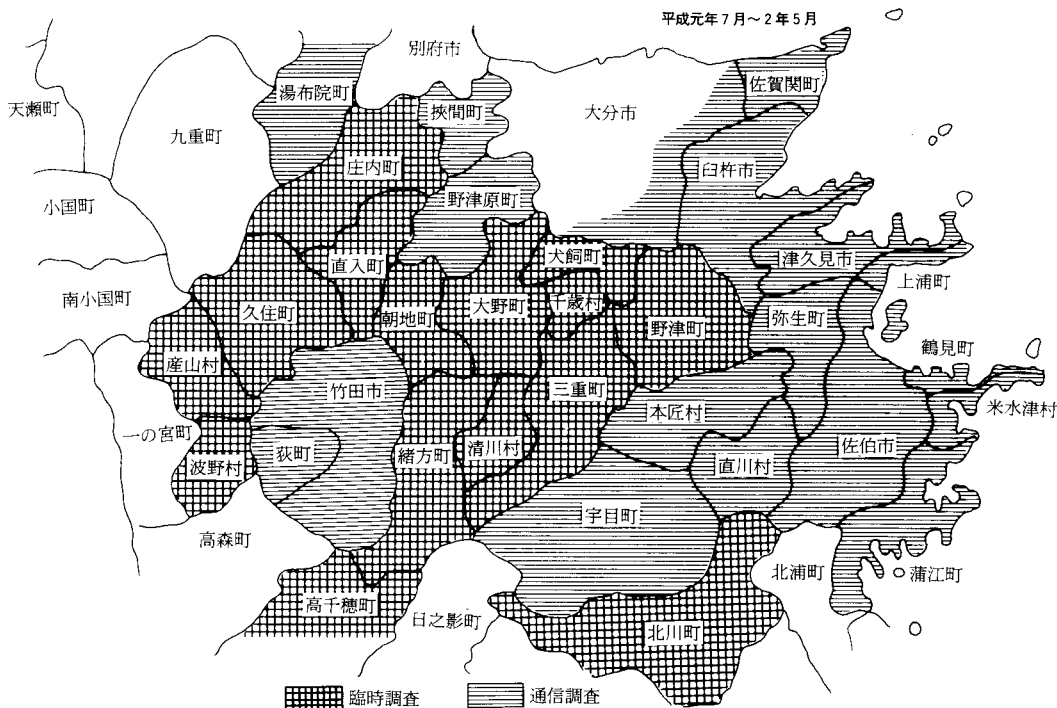 平成元年7月~2年5月
別府市
佐賀関町
湯布院町
天瀬町
挾間町
大分市
九重町
臼杵市
庄内町
野津原町
小国町
犬飼町
津久見市
直入町
上浦町
南小国町
久住町
朝地町
大野町
千歳村
野津町
弥生町
鶴見町
産山村
竹田市
三重町
本匠村
米水津村
一の宮町
荻町
緒方町
清川村
佐伯市
波野村
直川村
宇目町
高森町
北浦町
蒲江町
高千穂町
日之影町
北川町
臨時調査
通信調査